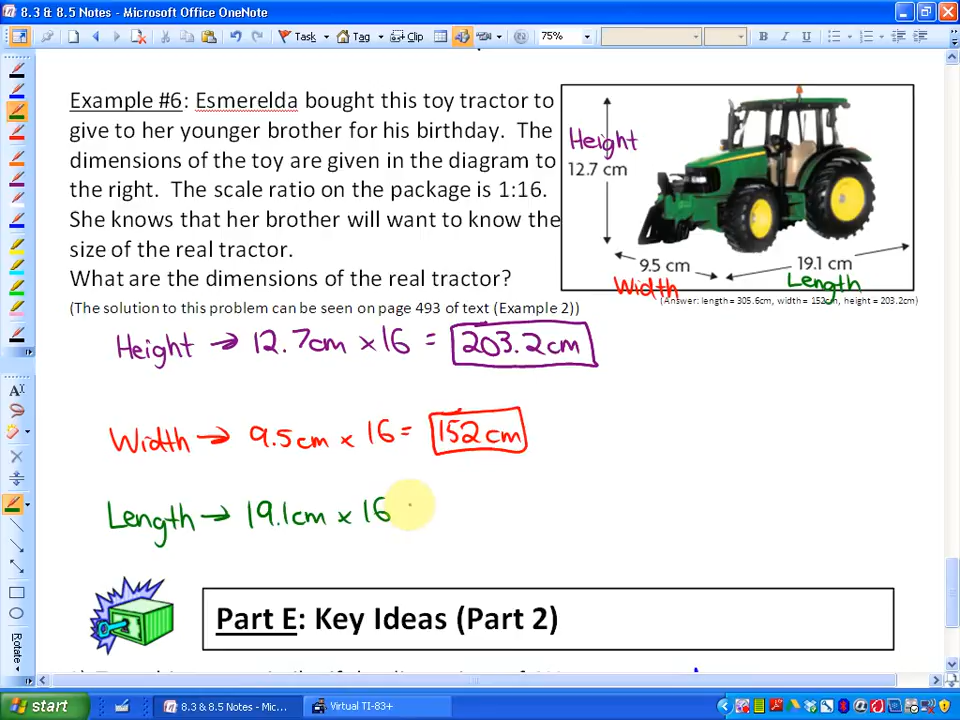 8.3 & 8.5 Notes - Microsoft Office OneNote
Task
Tag
Clip
75%
B I U
Example #6: Esmerelda bought this toy tractor to
give to her younger brother for his birthday. The
dimensions of the toy are given in the diagram to
the right. The scale ratio on the package is 1:16.
She knows that her brother will want to know the
size of the real tractor.
What are the dimensions of the real tractor?
(The solution to this problem can be seen on page 493 of text (Example 2))
Height
12.7 cm
9.5 cm
19.1 cm
Width
Length
(Answer: length = 305.6cm, width = 152cm, height = 203.2cm)
Height → 12.7cm × 16 = 203.2cm
Width → 9.5cm × 16 = 152cm
Length → 19.1cm × 16
Part E: Key Ideas (Part 2)
Rotate
start
8.3 & 8.5 Notes - Mi...
Virtual TI-83+